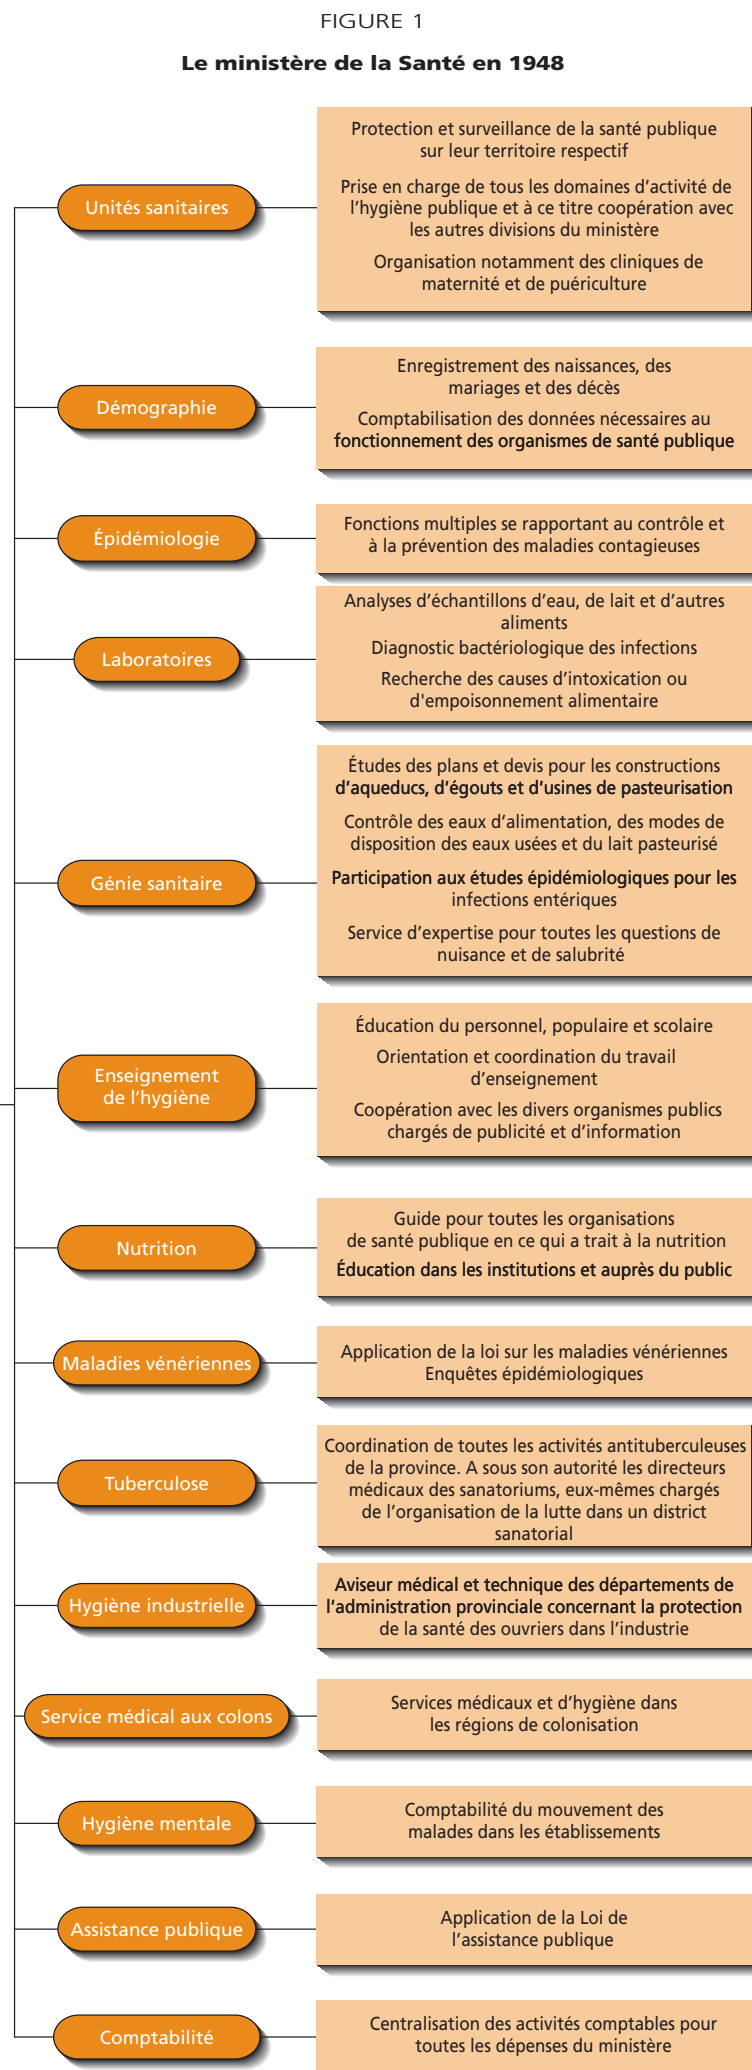 FIGURE 1
Le ministère de la Santé en 1948
Unités sanitaires
Protection et surveillance de la santé publique
sur leur territoire respectif
Prise en charge de tous les domaines d’activité de
l’hygiène publique et à ce titre coopération avec
les autres divisions du ministère
Organisation notamment des cliniques de
maternité et de puériculture
Démographie
Enregistrement des naissances, des
mariages et des décès
Comptabilisation des données nécessaires au
fonctionnement des organismes de santé publique
Épidémiologie
Fonctions multiples se rapportant au contrôle et
à la prévention des maladies contagieuses
Laboratoires
Analyses d’échantillons d’eau, de lait et d’autres
aliments
Diagnostic bactériologique des infections
Recherche des causes d’intoxication ou
d'empoisonnement alimentaire
Génie sanitaire
Études des plans et devis pour les constructions
d’aqueducs, d’égouts et d’usines de pasteurisation
Contrôle des eaux d’alimentation, des modes de
disposition des eaux usées et du lait pasteurisé
Participation aux études épidémiologiques pour les
infections entériques
Service d’expertise pour toutes les questions de
nuisance et de salubrité
Enseignement
de l’hygiène
Éducation du personnel, populaire et scolaire
Orientation et coordination du travail
d’enseignement
Coopération avec les divers organismes publics
chargés de publicité et d’information
Nutrition
Guide pour toutes les organisations
de santé publique en ce qui a trait à la nutrition
Éducation dans les institutions et auprès du public
Maladies vénériennes
Application de la loi sur les maladies vénériennes
Enquêtes épidémiologiques
Tuberculose
Coordination de toutes les activités antituberculeuses
de la province. A sous son autorité les directeurs
médicaux des sanatoriums, eux-mêmes chargés
de l’organisation de la lutte dans un district
sanatorial
Hygiène industrielle
Aviseur médical et technique des départements de
l’administration provinciale concernant la protection
de la santé des ouvriers dans l’industrie
Service médical aux colons
Services médicaux et d’hygiène dans
les régions de colonisation
Hygiène mentale
Comptabilité du mouvement des
malades dans les établissements
Assistance publique
Application de la Loi de
l’assistance publique
Comptabilité
Centralisation des activités comptables pour
toutes les dépenses du ministère